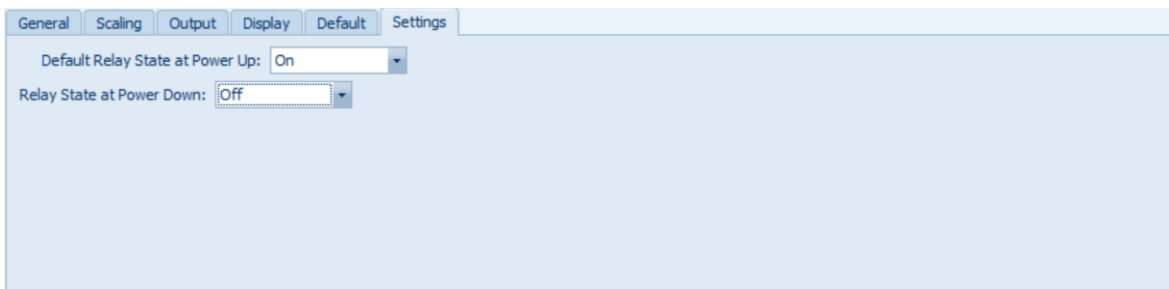 General Scaling Output Display Default Settings
Default Relay State at Power Up: On
Relay State at Power Down: Off